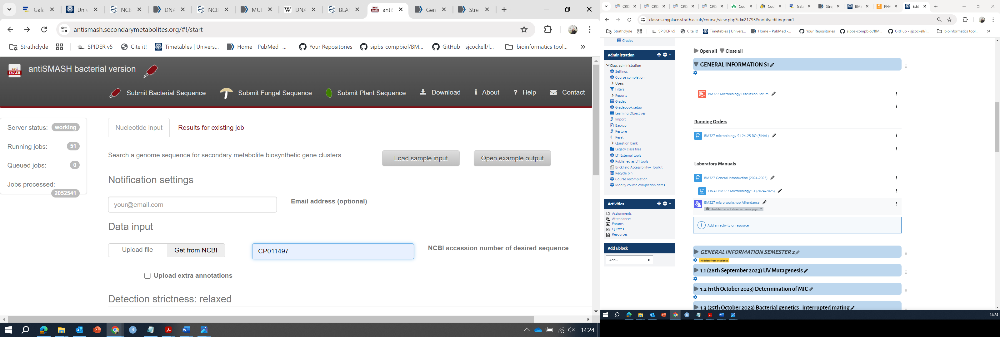 Gala
Univ
NCB
DNA
NCB
MUL
DNA
BLAS
antiS
Gen
Stre
antismash.secondarymetabolites.org/#!/start
Strathclyde
SPIDER v5
Cite it!
Timetables | Univers...
Home - PubMed -...
Your Repositories
sipbs-compbiol/BM...
GitHub - sjcockell/l...
bioinformatics tool...
»
anti
SMASH
antiSMASH bacterial version
Submit Bacterial Sequence
Submit Fungal Sequence
Submit Plant Sequence
Download
About
Help
Contact
Server status: working
Running jobs: 51
Queued jobs: 0
Jobs processed:
2052541
Nucleotide input
Results for existing job
Search a genome sequence for secondary metabolite biosynthetic gene clusters
Load sample input
Open example output
Notification settings
your@email.com
Email address (optional)
Data input
Upload file
Get from NCBI
CP011497
NCBI accession number of desired sequence
Upload extra annotations
Detection strictness: relaxed
14:24
CRIS
CRIS
CRIS
CRIS
Cod
Cod
Gala
Stre
BM3
PHA
Edit
classes.myplace.strath.ac.uk/course/view.php?id=21793&notifyeditingon=1
Strathclyde
SPIDER v5
Cite it!
Timetables | Univers...
Home - PubMed -...
Your Repositories
sipbs-compbiol/BM...
GitHub - sjcockell/l...
bioinformatics tool...
»
Grades
Administration
Class administration
Settings
Course completion
Users
Filters
Reports
Grades
Gradebook setup
Learning Objectives
Import
Backup
Restore
Reset
Question bank
Legacy class files
LTI External tools
Published as LTI tools
Brickfield Accessibility+ Toolkit
Recycle bin
Course recompletion
Modify course completion dates
Activities
Assignments
Attendances
Forums
Quizzes
Resources
Add a block
Add...
Open all Close all
GENERAL INFORMATION S1
BM327 Microbiology Discussion Forum
Running Orders
BM327 microbiology S1 24-25 RO (FINAL)
Laboratory Manuals
BM327 General Introduction (2024-2025)
FINAL BM327 Microbiology S1 (2024-2025)
BM327 micro workshop Attendance
Available but not shown on course page
Add an activity or resource
GENERAL INFORMATION SEMESTER 2
Hidden from students
1.1 (28th September 2023) UV Mutagenesis
1.2 (11th October 2023) Determination of MIC
1.3 (25th October 2023) Bacterial genetics - interrupted mating
14:24